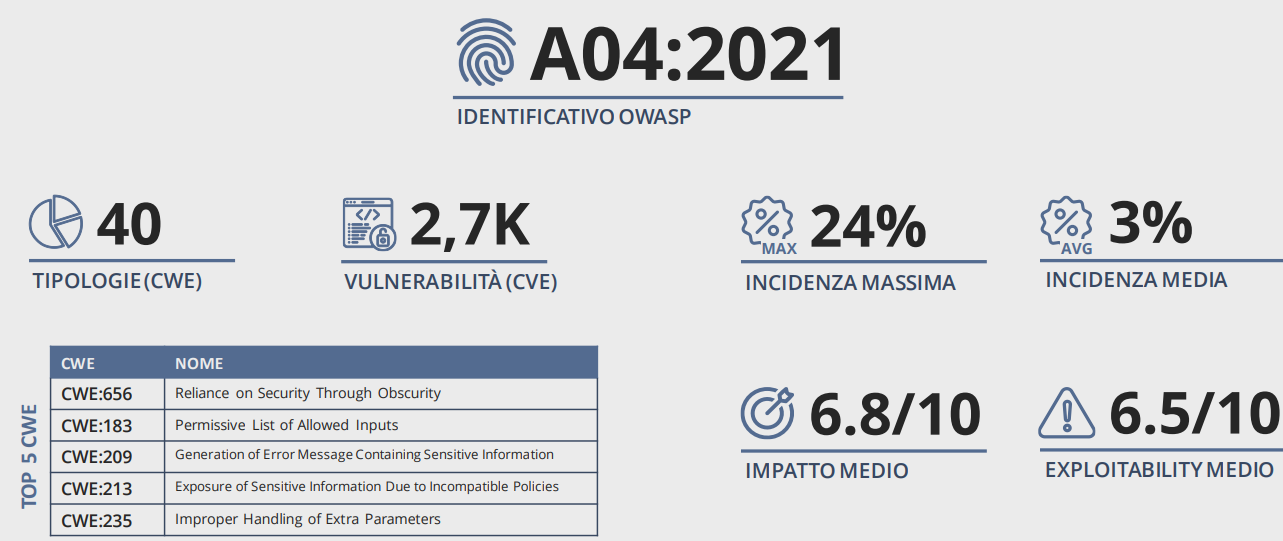 A04:2021
IDENTIFICATIVO OWASP
40
TIPOLOGIE (CWE)
2,7K
VULNERABILITÀ (CVE)
MAX
24%
INCIDENZA MASSIMA
AVG
3%
INCIDENZA MEDIA
TOP 5 CWE
CWE NOME
CWE:656 Reliance on Security Through Obscurity
CWE:183 Permissive List of Allowed Inputs
CWE:209 Generation of Error Message Containing Sensitive Information
CWE:213 Exposure of Sensitive Information Due to Incompatible Policies
CWE:235 Improper Handling of Extra Parameters
6.8/10
IMPATTO MEDIO
6.5/10
EXPLOITABILITY MEDIO